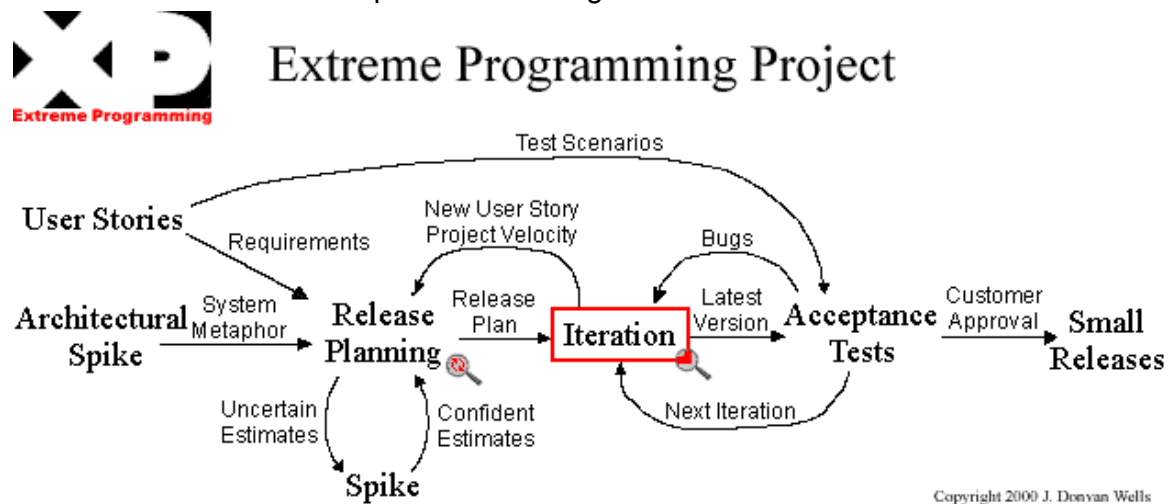 XP
Extreme Programming
Extreme Programming Project
Test Scenarios
User Stories
Requirements
New User Story
Project Velocity
Bugs
Architectural
Spike
System
Metaphor
Release
Planning
Release
Plan
Iteration
Latest
Version
Acceptance
Tests
Customer
Approval
Small
Releases
Uncertain
Estimates
Confident
Estimates
Next Iteration
Spike
Copyright 2000 J. Donvan Wells